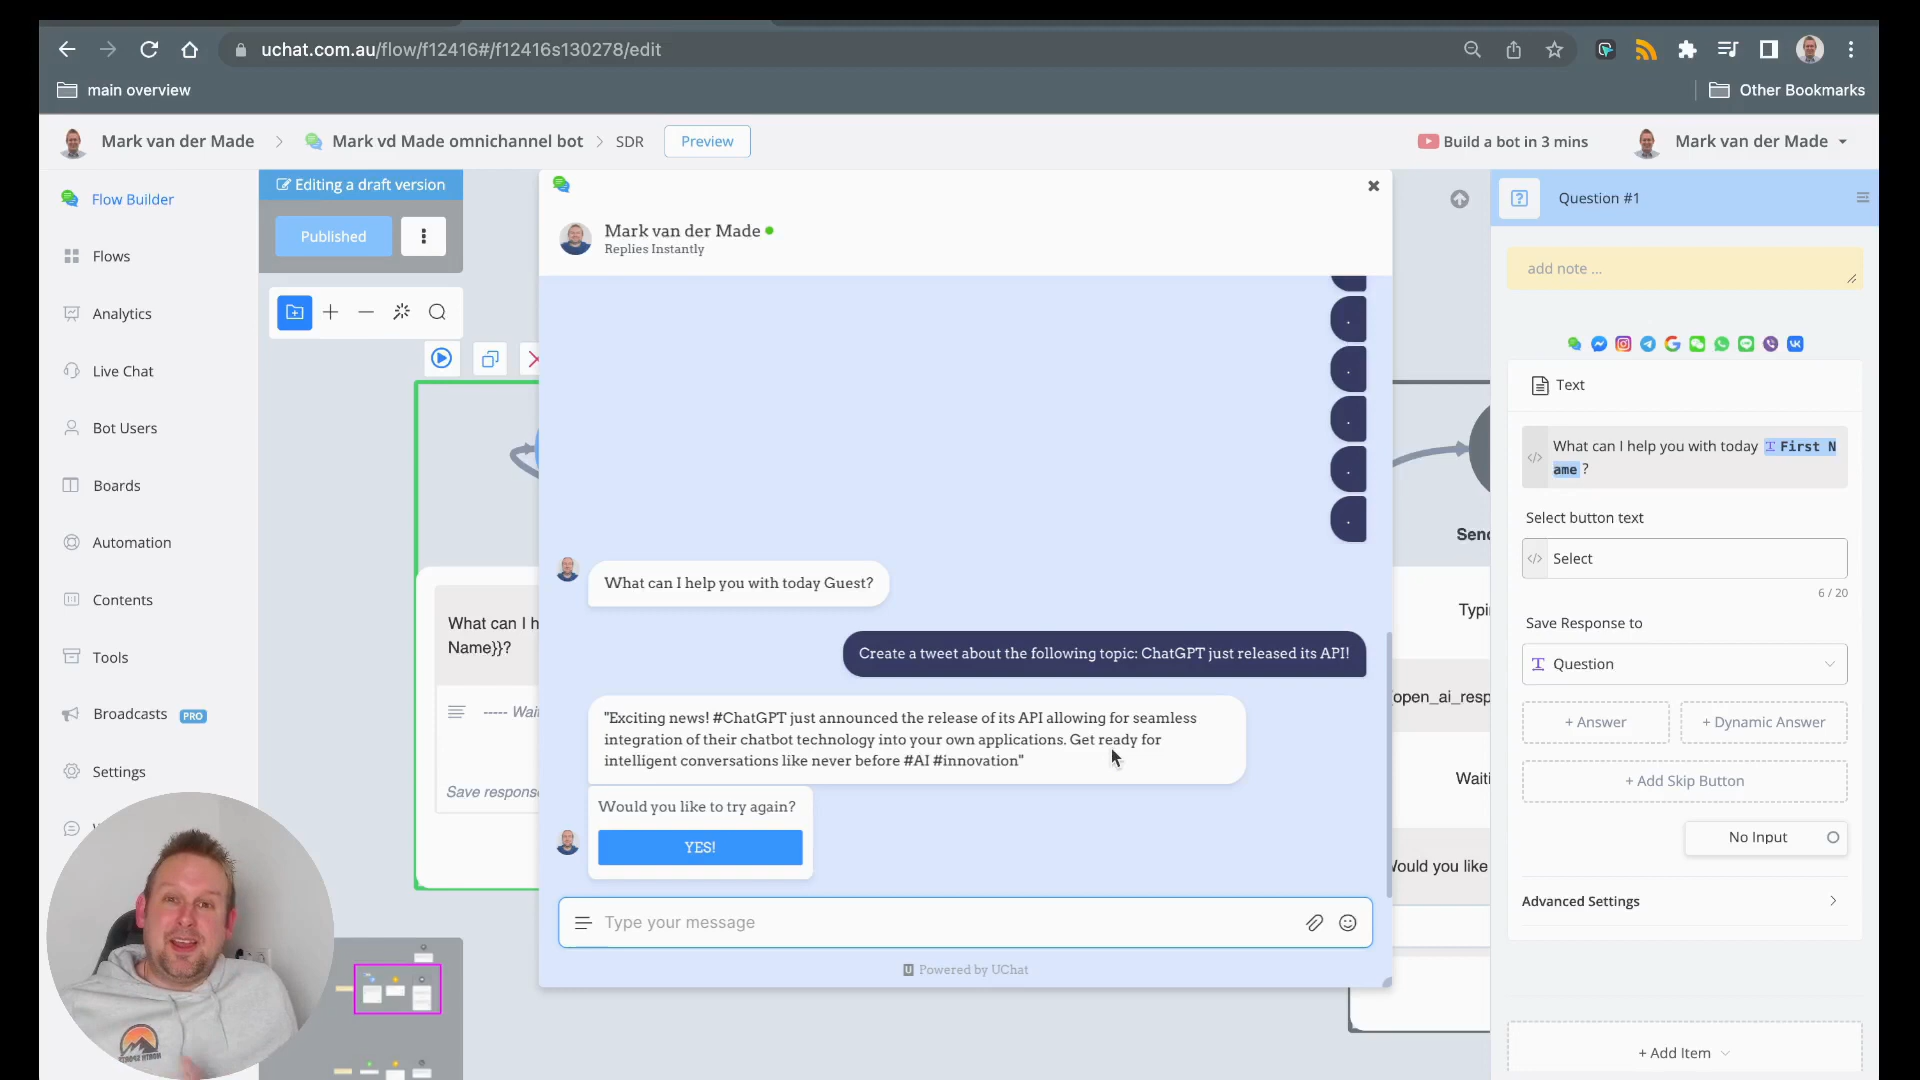 uchat.com.au/flow/f12416#/f12416s130278/edit
main overview
Other Bookmarks
Mark van der Made
Mark vd Made omnichannel bot
SDR
Preview
Build a bot in 3 mins
Mark van der Made
Flow Builder
Flows
Analytics
Live Chat
Bot Users
Boards
Automation
Contents
Tools
Broadcasts PRO
Settings
Editing a draft version
Published
What can I h
Name}}?
----- Wai
Save respons
Mark van der Made
Replies Instantly
.
.
.
.
.
What can I help you with today Guest?
Create a tweet about the following topic: ChatGPT just released its API!
"Exciting news! #ChatGPT just announced the release of its API allowing for seamless
integration of their chatbot technology into your own applications. Get ready for
intelligent conversations like never before #AI #innovation"
Would you like to try again?
YES!
Type your message
Powered by UChat
Send
Typi
open_ai_resp
Waiti
Would you like
Question #1
add note ...
Text
What can I help you with today First N
ame ?
Select button text
Select
6 / 20
Save Response to
Question
+ Answer
+ Dynamic Answer
+ Add Skip Button
No Input
Advanced Settings
+ Add Item